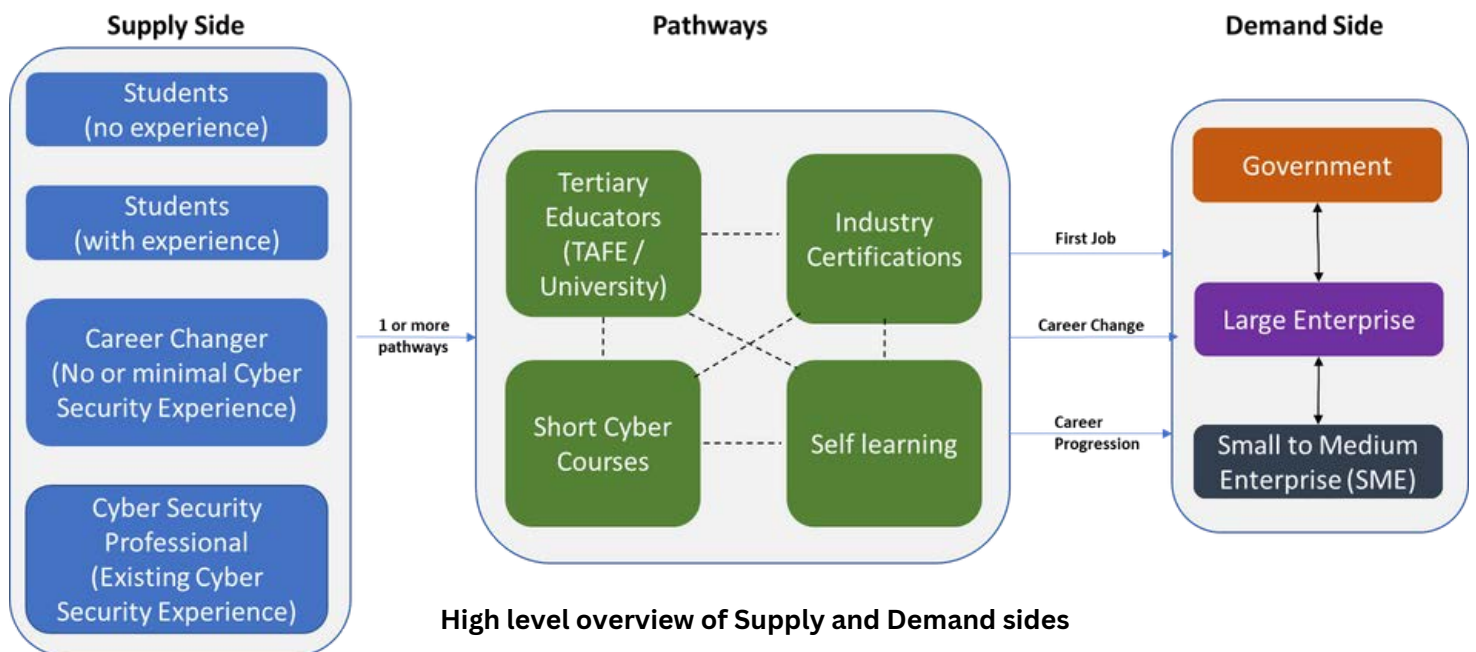 Supply Side
Students
(no experience)
Students
(with experience)
Career Changer
(No or minimal Cyber
Security Experience)
Cyber Security
Professional
(Existing Cyber
Security Experience)
1 or more
pathways
Pathways
Tertiary
Educators
(TAFE /
University)
Industry
Certifications
Short Cyber
Courses
Self learning
First Job
Career Change
Career
Progression
Demand Side
Government
Large Enterprise
Small to Medium
Enterprise (SME)
High level overview of Supply and Demand sides